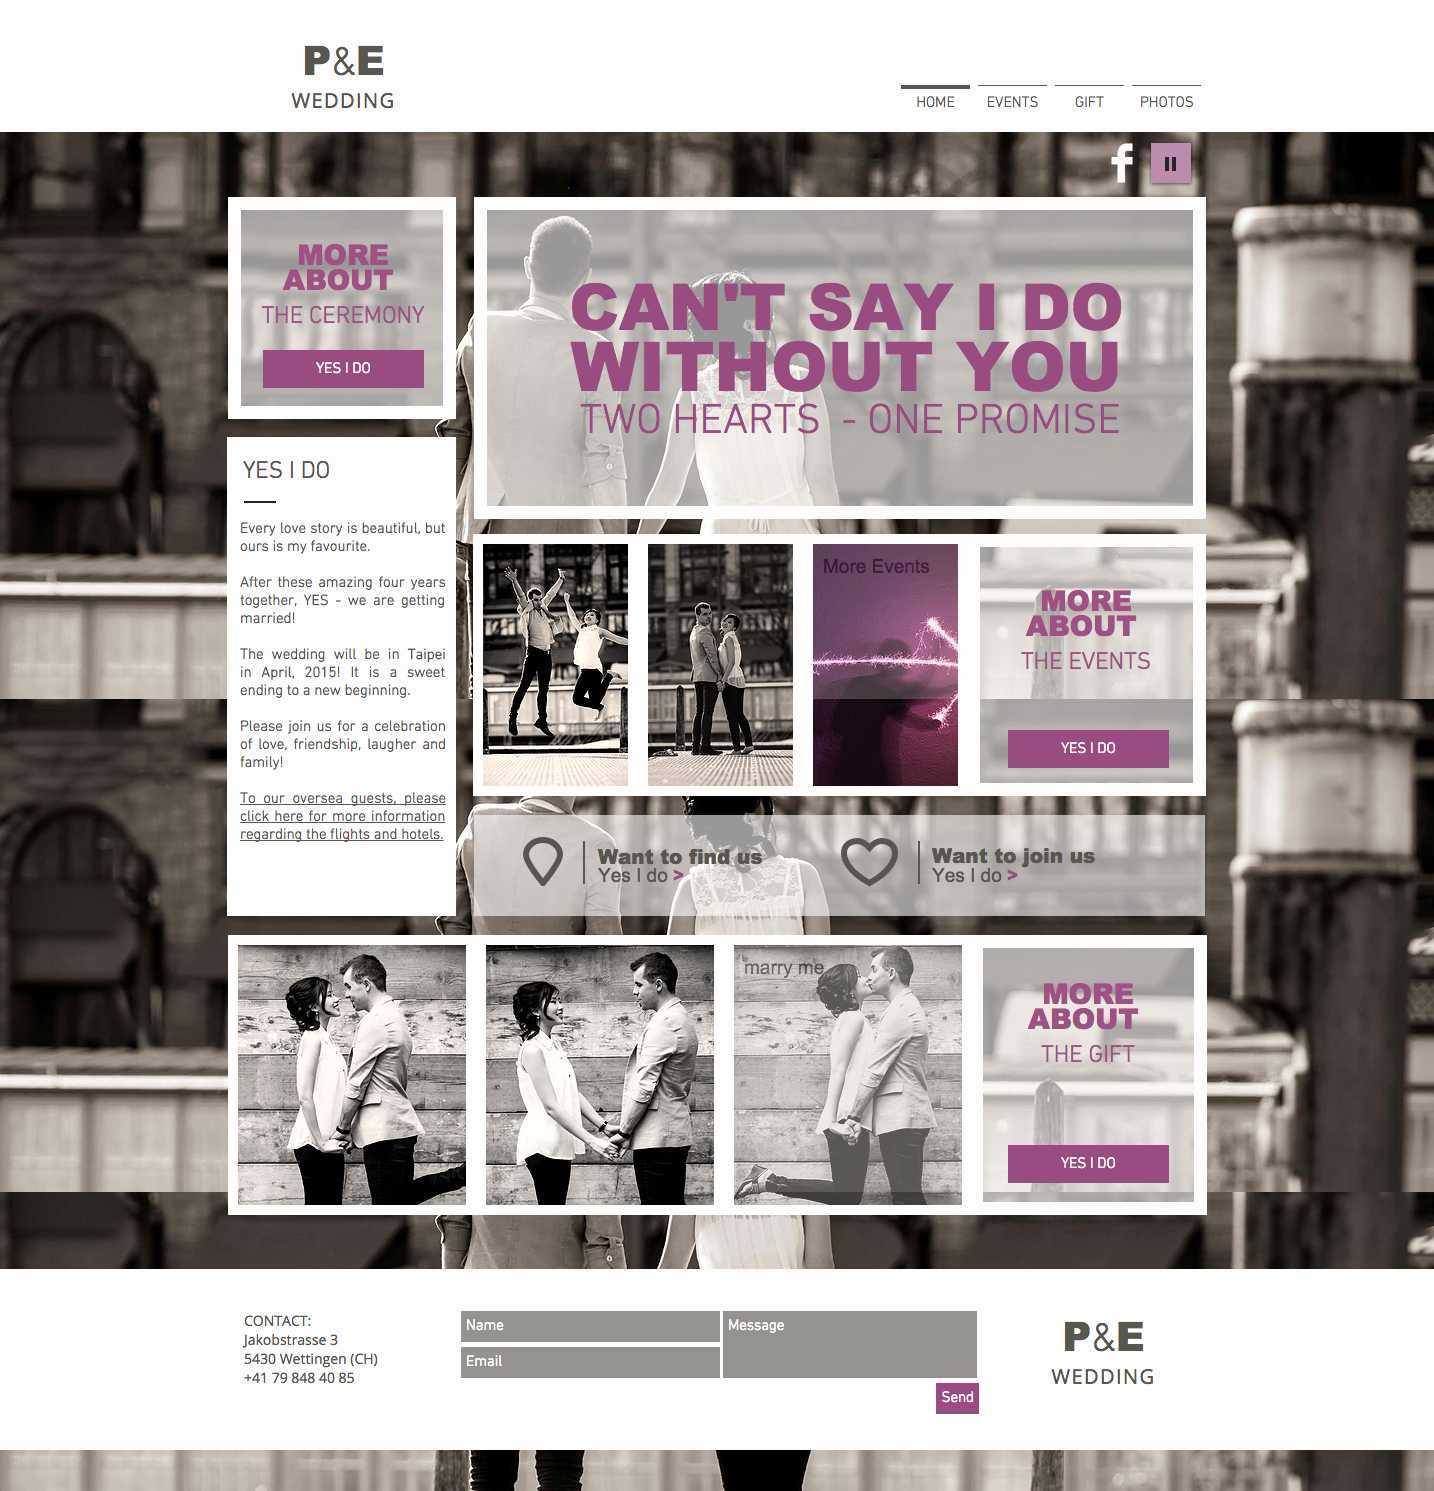 P&E
WEDDING
HOME
EVENTS
GIFT
PHOTOS
f
MORE
ABOUT
THE CEREMONY
YES I DO
CAN'T SAY I DO
WITHOUT YOU
TWO HEARTS - ONE PROMISE
YES I DO
Every love story is beautiful, but
ours is my favourite.
After these amazing four years
together, YES - we are getting
married!
The wedding will be in Taipei
in April, 2015! It is a sweet
ending to a new beginning.
Please join us for a celebration
of love, friendship, laugher and
family!
To our oversea guests, please
click here for more information
regarding the flights and hotels.
More Events
MORE
ABOUT
THE EVENTS
YES I DO
Want to find us
Yes I do >
Want to join us
Yes I do >
marry me
MORE
ABOUT
THE GIFT
YES I DO
CONTACT:
Jakobstrasse 3
5430 Wettingen (CH)
+41 79 848 40 85
Name
Email
Message
Send
P&E
WEDDING